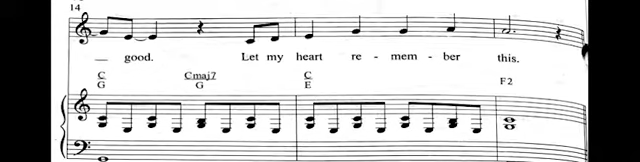 14
— good. Let my heart re - mem - ber this.
C Cmaj7 C
G G E F2